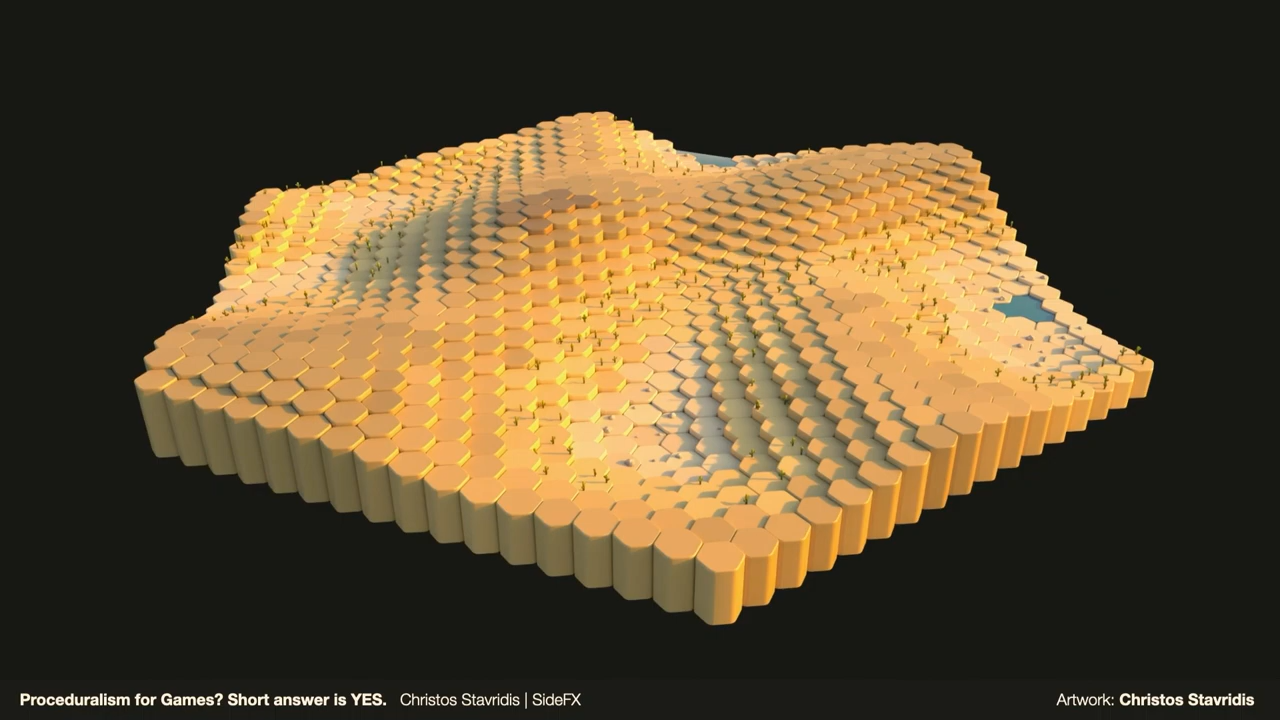 Proceduralism for Games? Short answer is YES. Christos Stavridis | SideFX
Artwork: Christos Stavridis